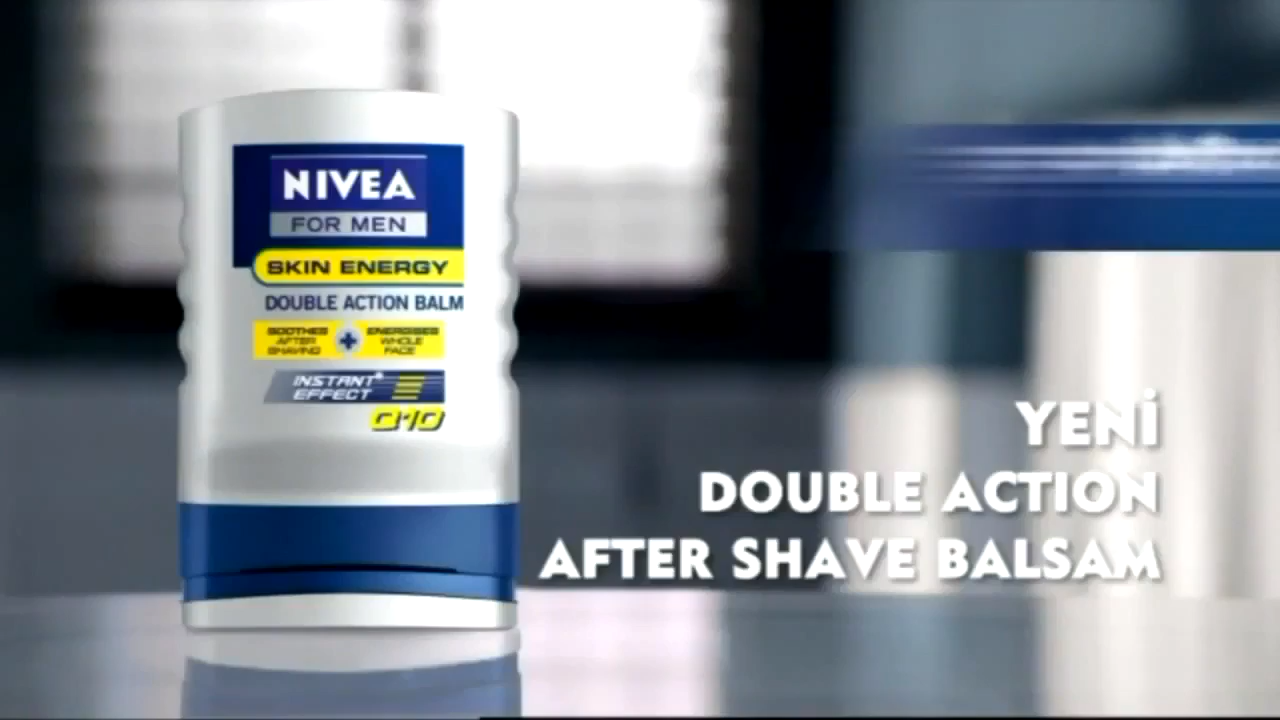 NIVEA
FOR MEN
SKIN ENERGY
DOUBLE ACTION BALM
SOOTHES AFTER SHAVING + ENERGISES WHOLE FACE
INSTANT® EFFECT
Q10
YENİ
DOUBLE ACTION
AFTER SHAVE BALSAM